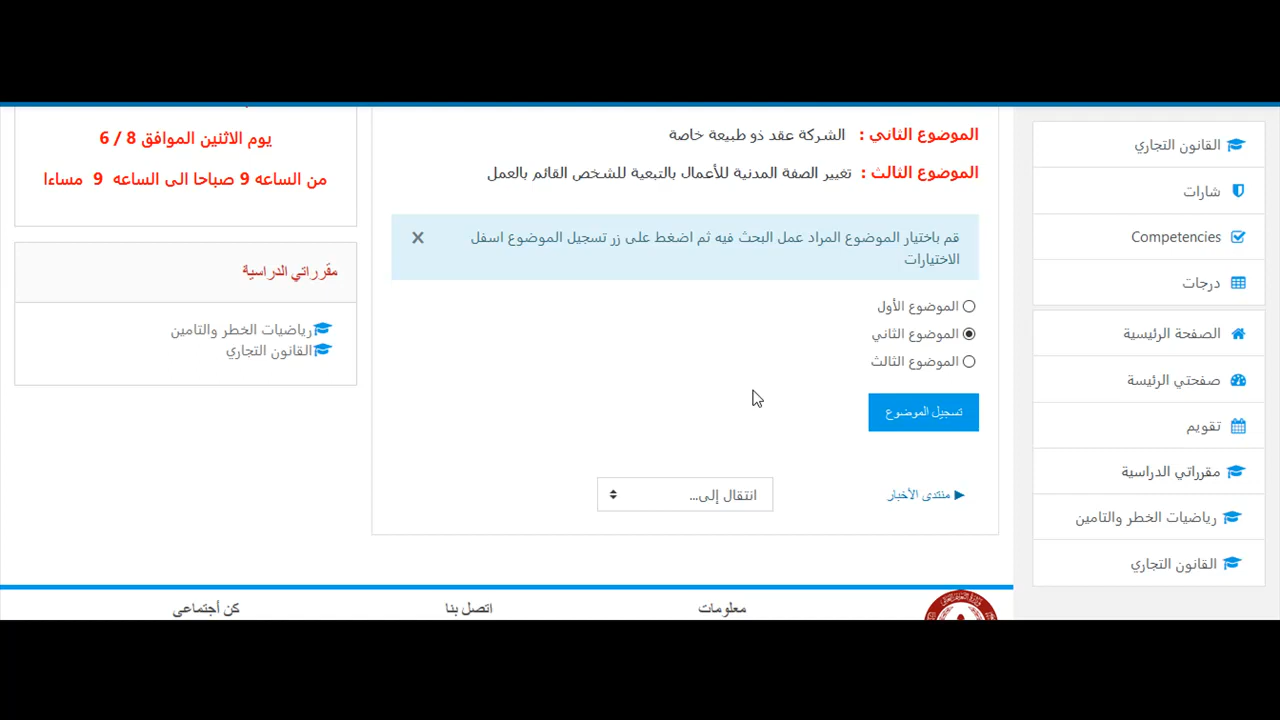 القانون التجاري
شارات
Competencies
درجات
الصفحة الرئيسية
صفحتي الرئيسة
تقويم
مقرراتي الدراسية
رياضيات الخطر والتامين
القانون التجاري
الموضوع الثاني : الشركة عقد ذو طبيعة خاصة
الموضوع الثالث : تغيير الصفة المدنية للأعمال بالتبعية للشخص القائم بالعمل
قم باختيار الموضوع المراد عمل البحث فيه ثم اضغط على زر تسجيل الموضوع اسفل
الاختيارات
الموضوع الأول
الموضوع الثاني
الموضوع الثالث
تسجيل الموضوع
منتدى الأخبار
انتقال إلى...
يوم الاثنين الموافق 8 / 6
من الساعه 9 صباحا الى الساعه 9 مساءا
مقرراتي الدراسية
رياضيات الخطر والتامين
القانون التجاري
معلومات
اتصل بنا
كن أجتماعى